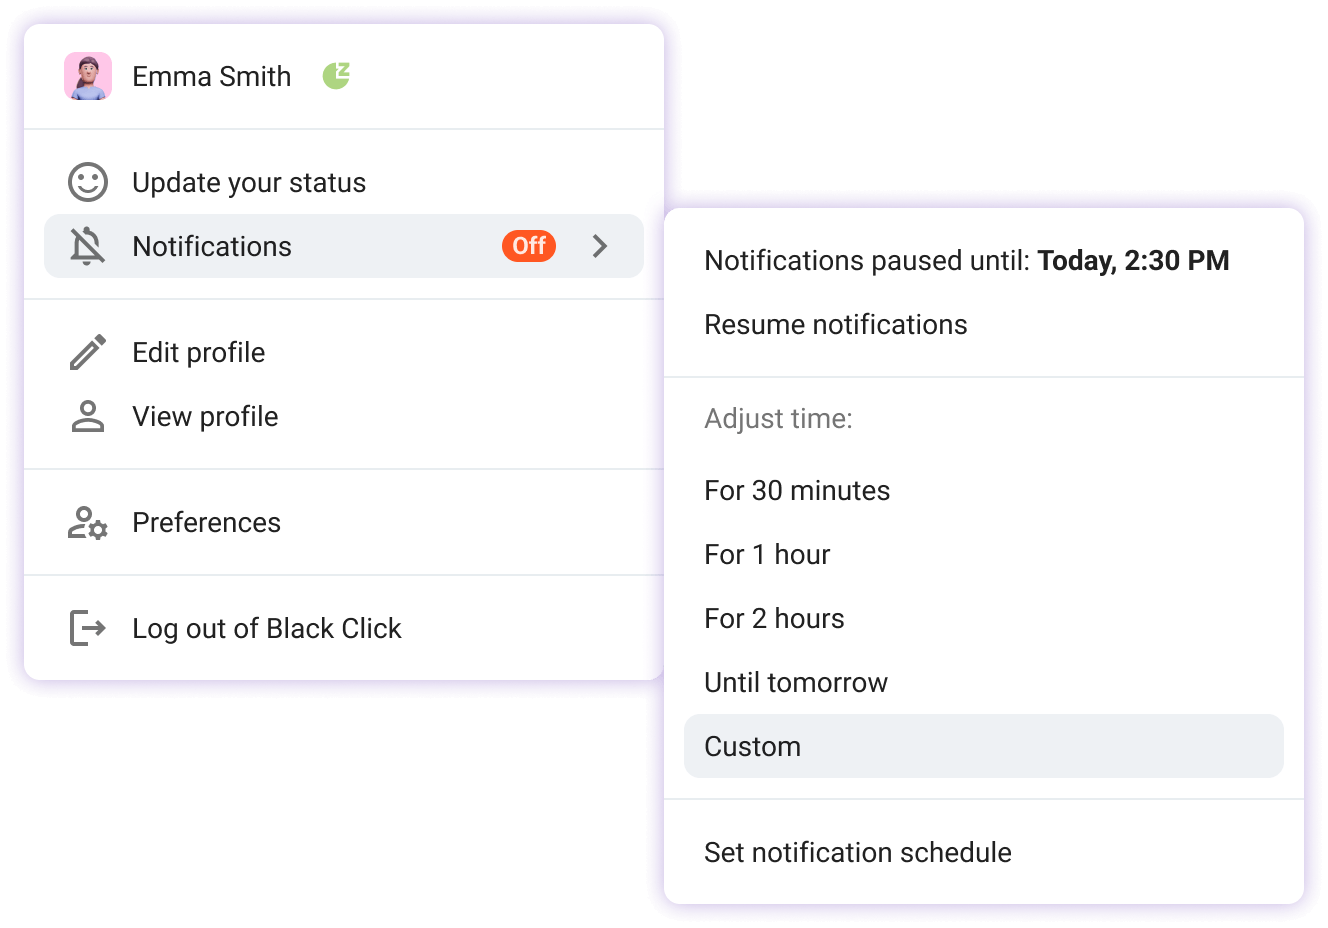 Emma Smith
Update your status
Notifications Off
Edit profile
View profile
Preferences
Log out of Black Click
Notifications paused until: Today, 2:30 PM
Resume notifications
Adjust time:
For 30 minutes
For 1 hour
For 2 hours
Until tomorrow
Custom
Set notification schedule